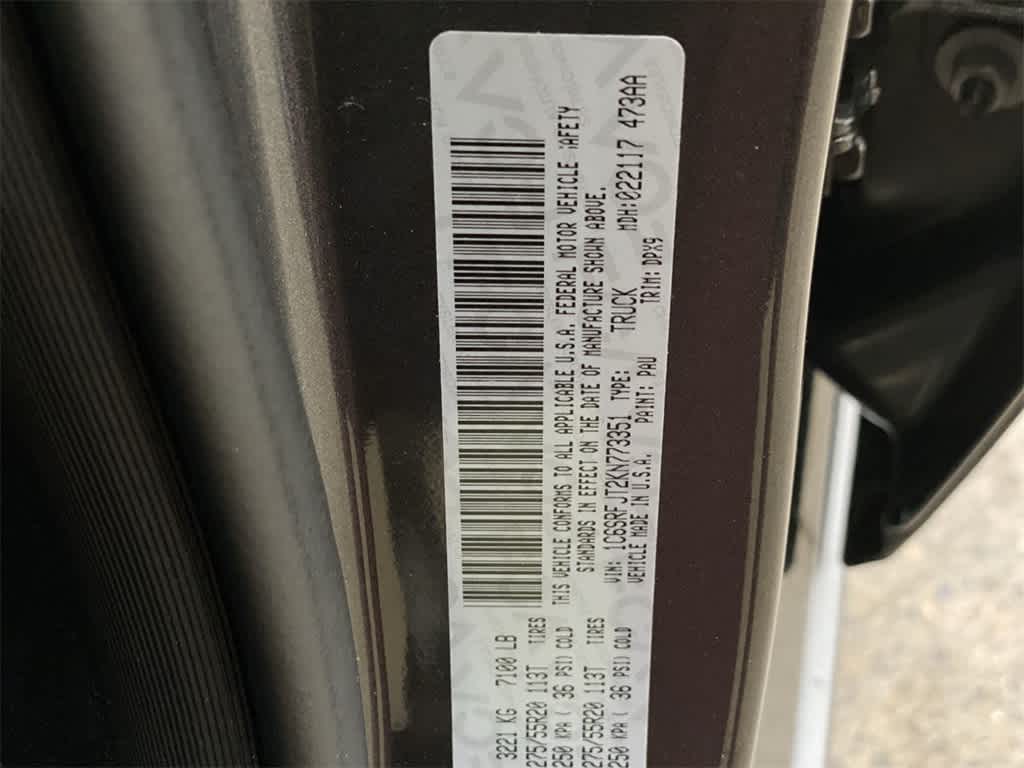 3221 KG 7100 LB
275/55R20 113T TIRES
250 KPA ( 36 PSI) COLD
275/55R20 113T TIRES
250 KPA ( 36 PSI) COLD
THIS VEHICLE CONFORMS TO ALL APPLICABLE U.S.A. FEDERAL MOTOR VEHICLE SAFETY
STANDARDS IN EFFECT ON THE DATE OF MANUFACTURE SHOWN ABOVE.
VIN: 1C6SRFJT2KN773351 TYPE: TRUCK MDH:022117 473AA
VEHICLE MADE IN U.S.A. PAINT: PAU TRIM: DPX9